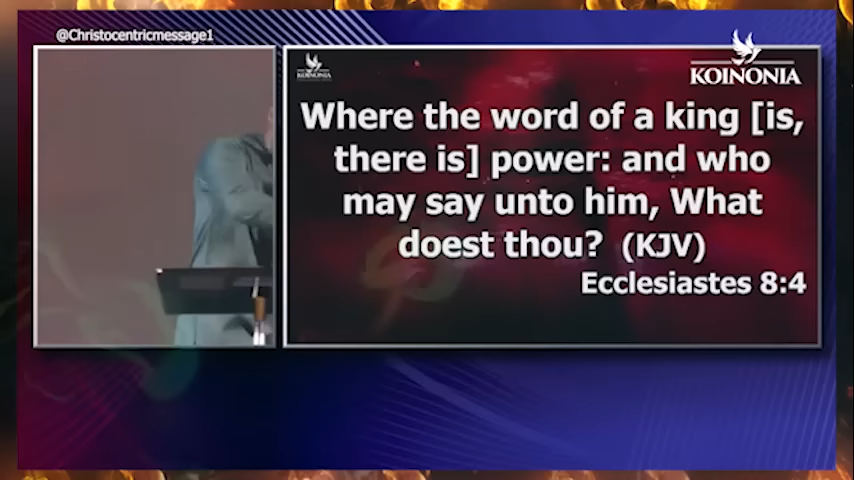 @Christocentricmessage1
KOINONIA
KOINONIA
Where the word of a king [is,
there is] power: and who
may say unto him, What
doest thou? (KJV)
Ecclesiastes 8:4